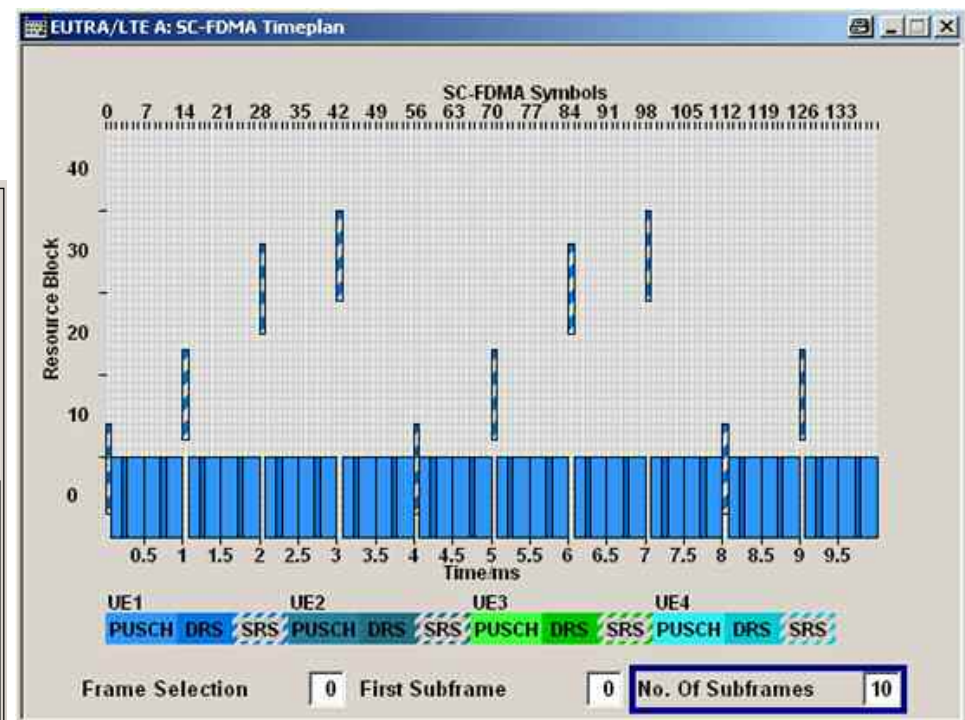 EUTRA/LTE A: SC-FDMA Timeplan
SC-FDMA Symbols
0 7 14 21 28 35 42 49 56 63 70 77 84 91 98 105 112 119 126 133
40
30
20
10
0
Resource Block
0.5 1 1.5 2 2.5 3 3.5 4 4.5 5 5.5 6 6.5 7 7.5 8 8.5 9 9.5
Time/ms
UE1 UE2 UE3 UE4
PUSCH DRS SRS PUSCH DRS SRS PUSCH DRS SRS PUSCH DRS SRS
Frame Selection 0 First Subframe 0 No. Of Subframes 10